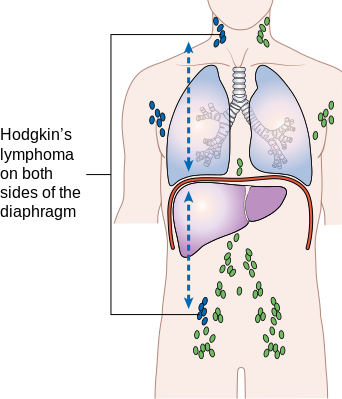 Hodgkin's
lymphoma
on both
sides of the
diaphragm